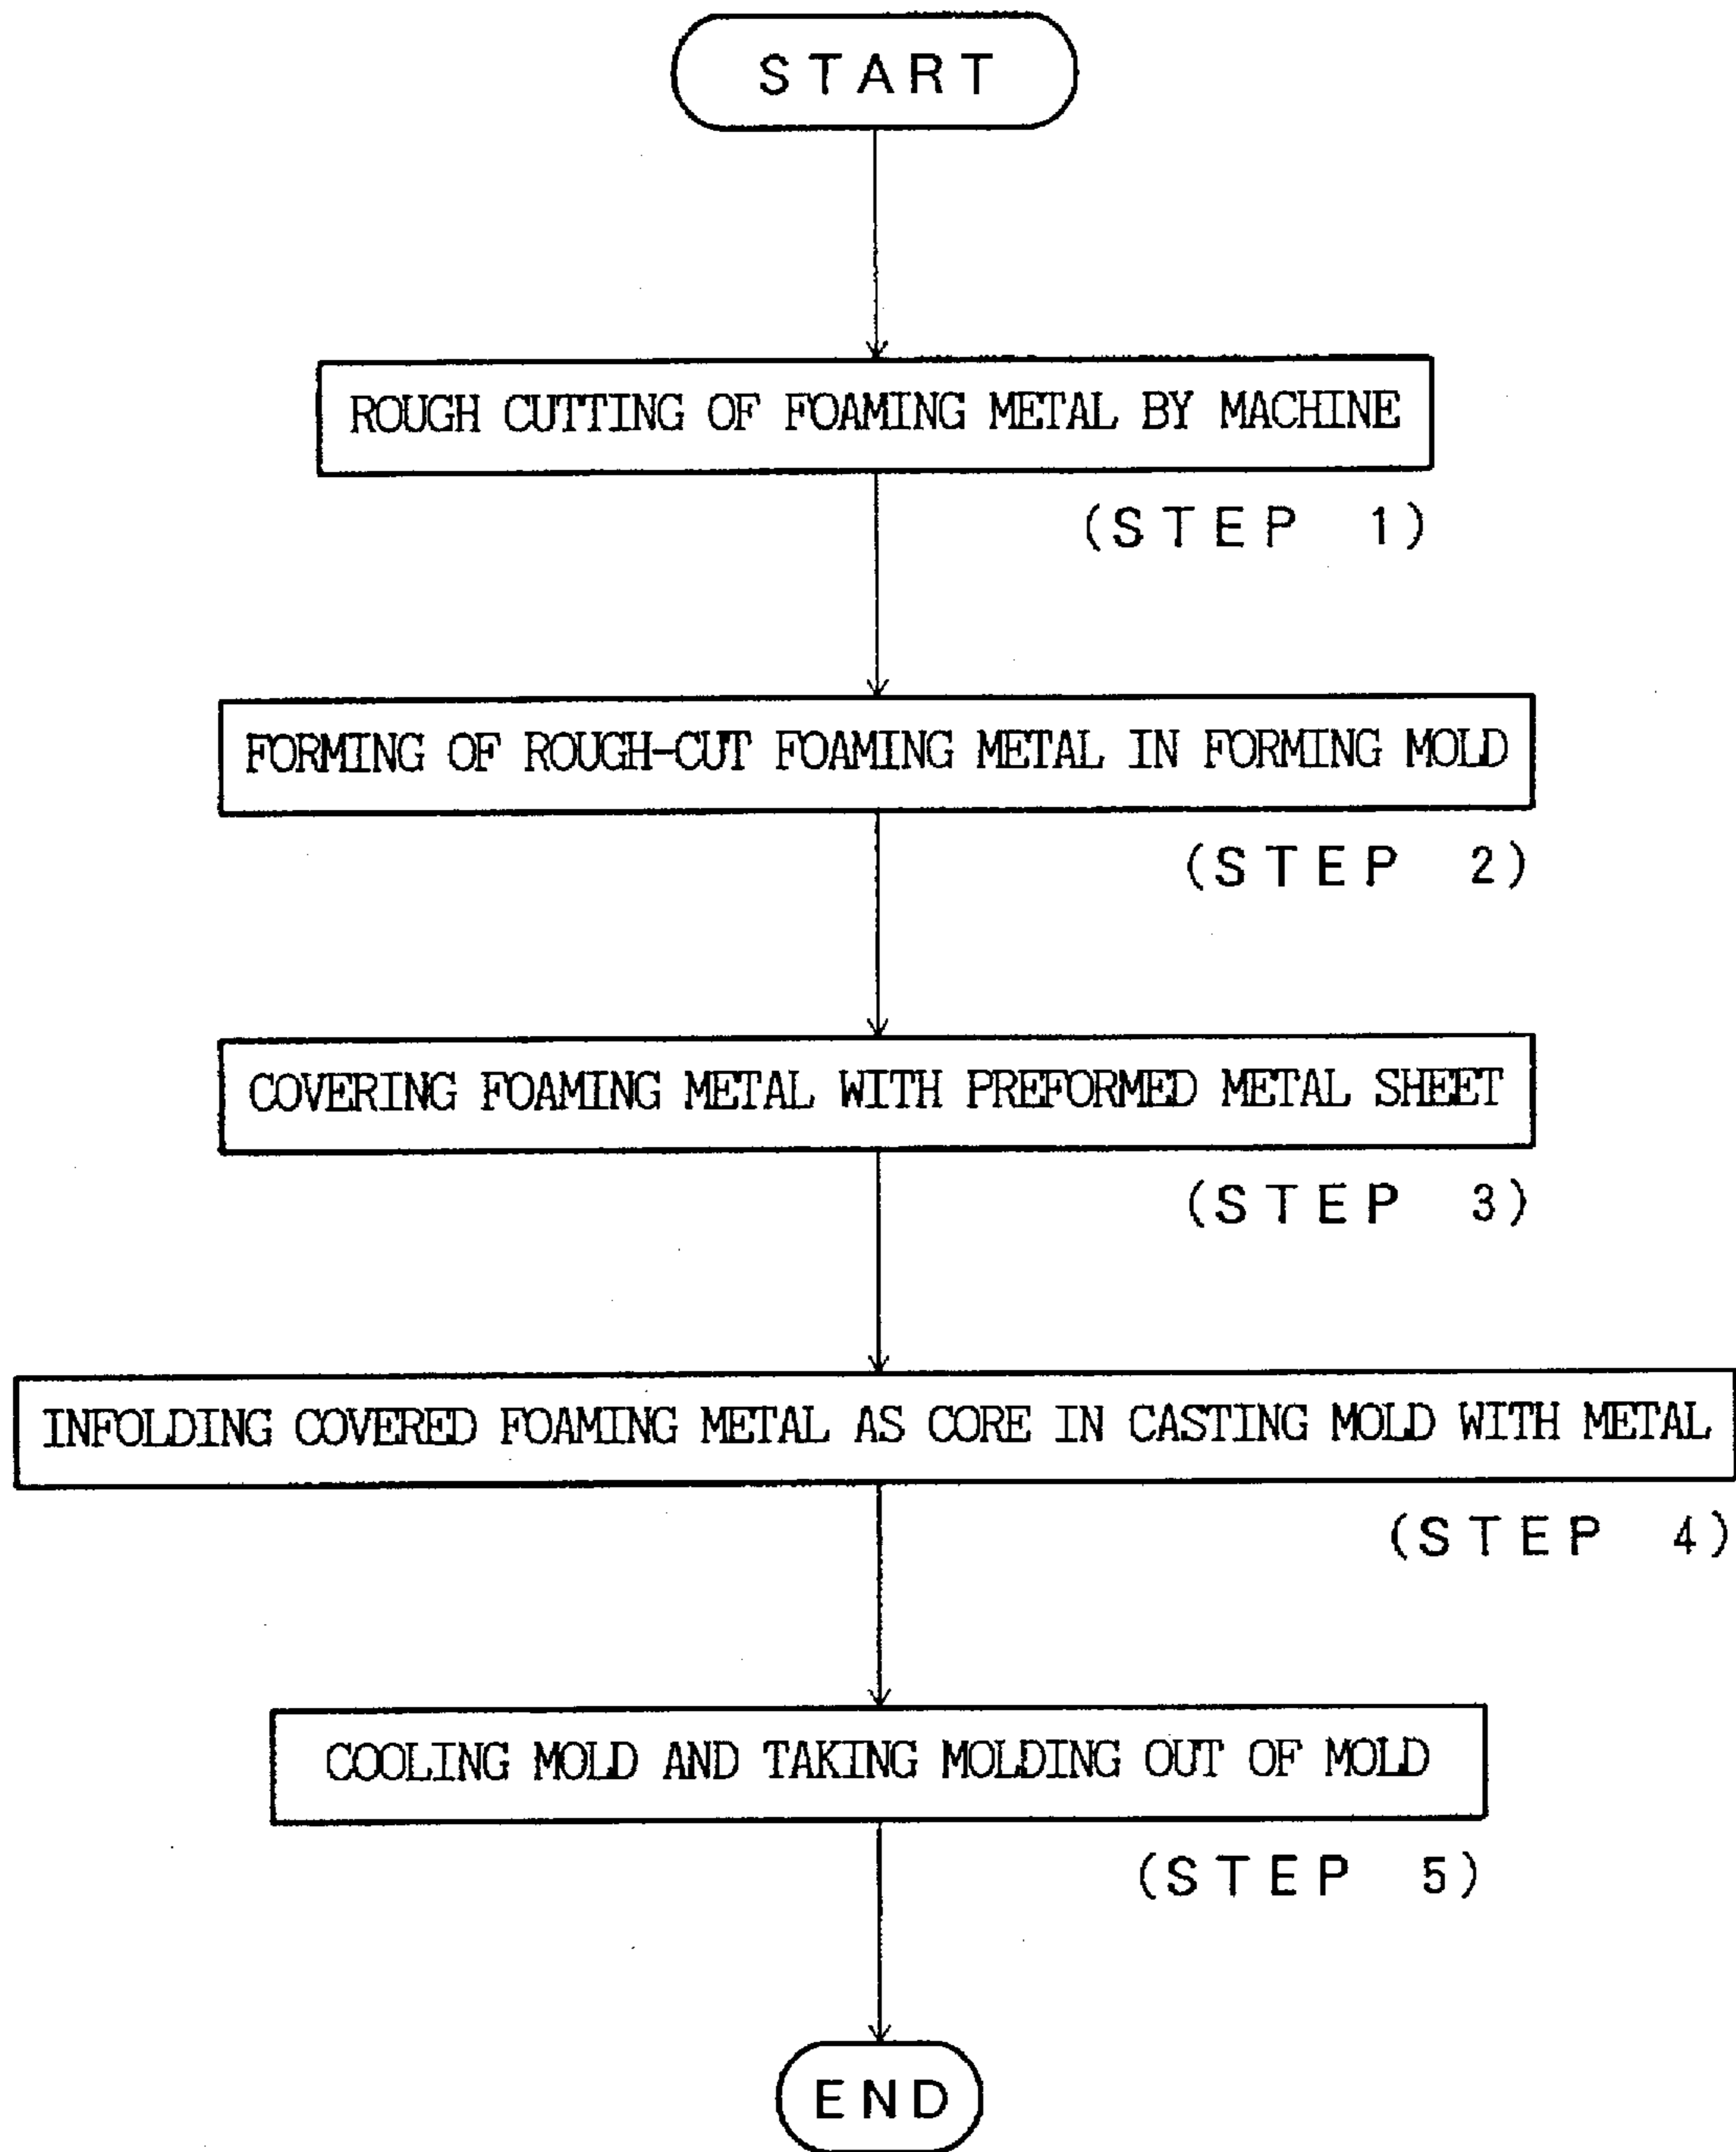 START
ROUGH CUTTING OF FOAMING METAL BY MACHINE
(STEP 1)
FORMING OF ROUGH-CUT FOAMING METAL IN FORMING MOLD
(STEP 2)
COVERING FOAMING METAL WITH PREFORMED METAL SHEET
(STEP 3)
INFOLDING COVERED FOAMING METAL AS CORE IN CASTING MOLD WITH METAL
(STEP 4)
COOLING MOLD AND TAKING MOLDING OUT OF MOLD
(STEP 5)
END